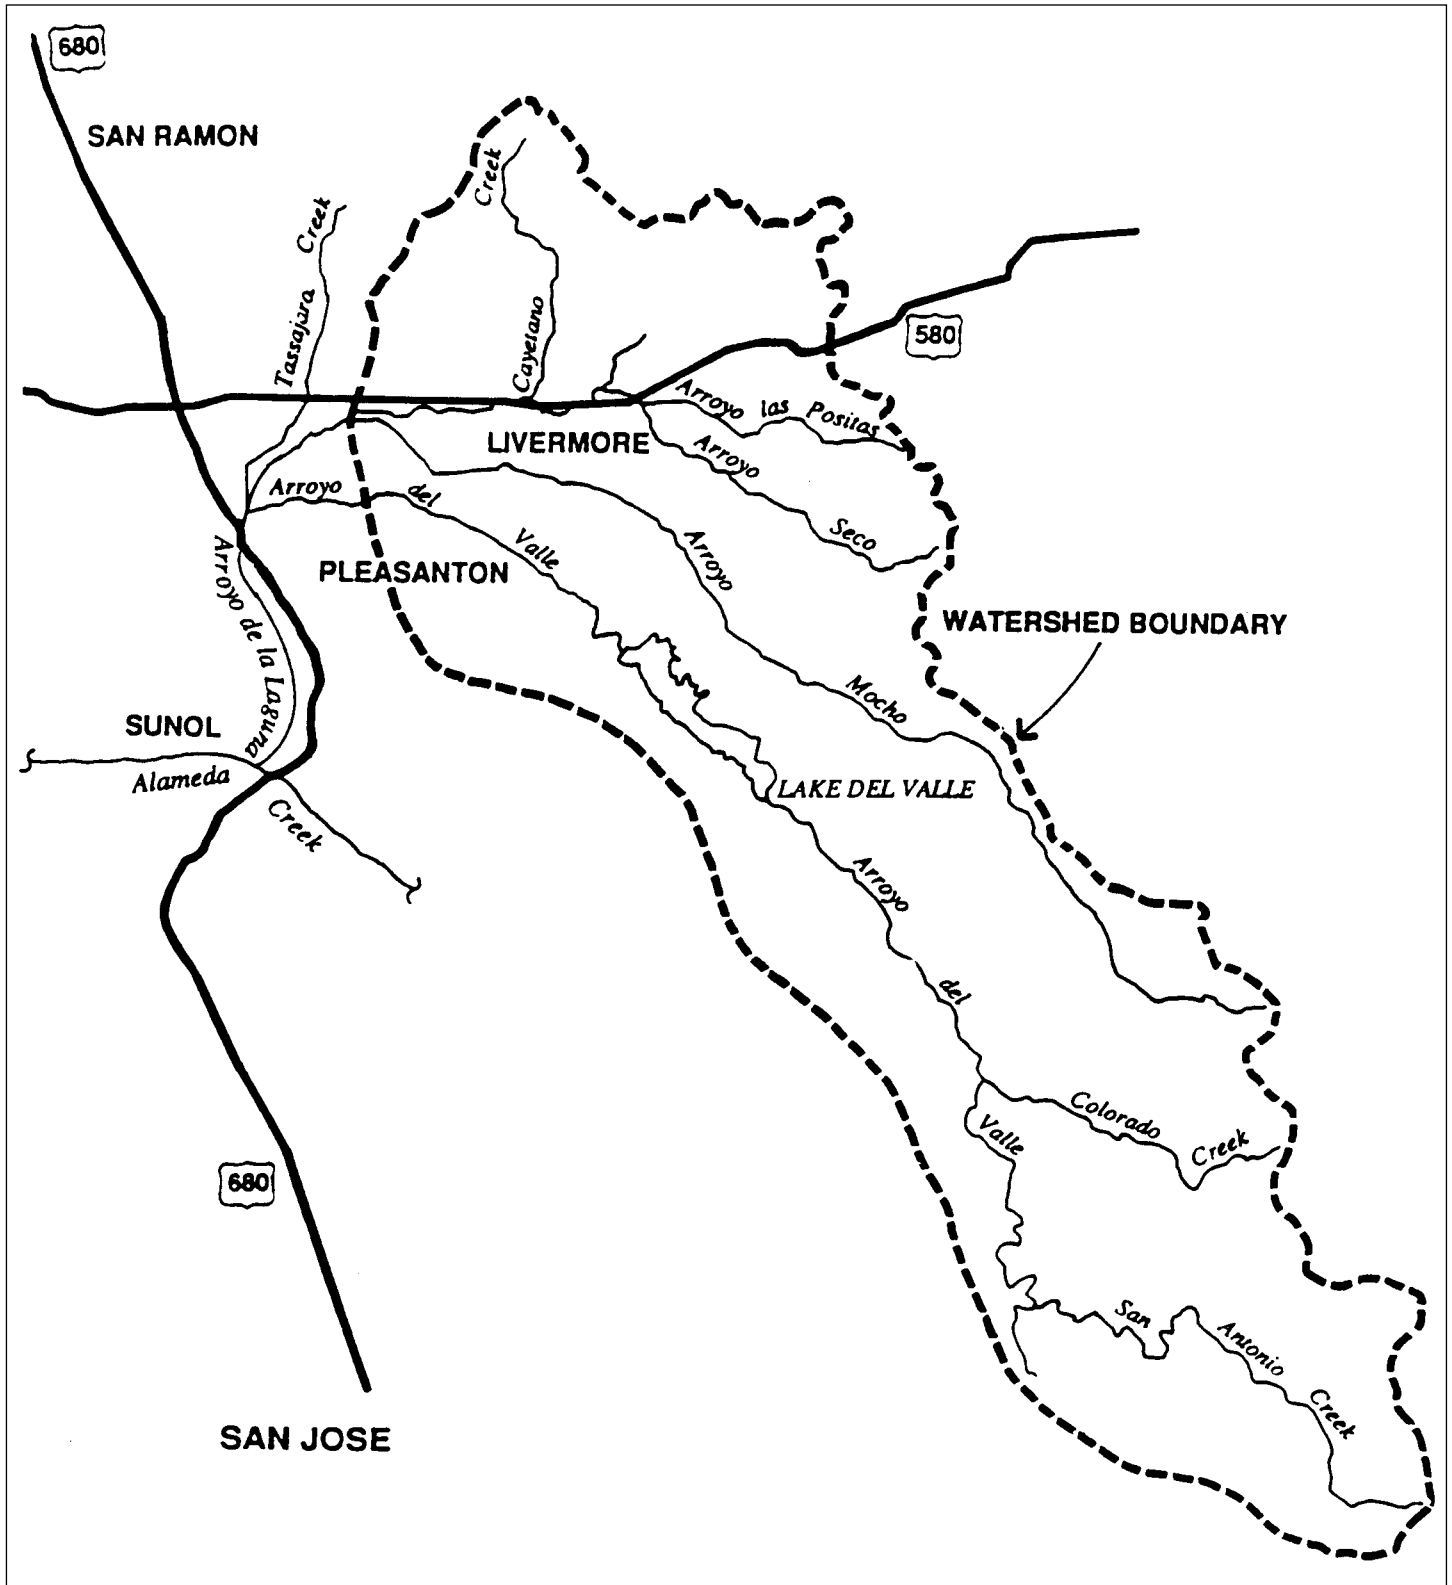 680
SAN RAMON
Creek
Cayetano
Tassajara Creek
580
Arroyo las Positas
LIVERMORE
Arroyo Seco
Arroyo del Valle
Arroyo Mocho
PLEASANTON
Arroyo de la Laguna
WATERSHED BOUNDARY
SUNOL
Alameda Creek
LAKE DEL VALLE
Arroyo del Valle
Colorado Creek
680
San Antonio Creek
SAN JOSE